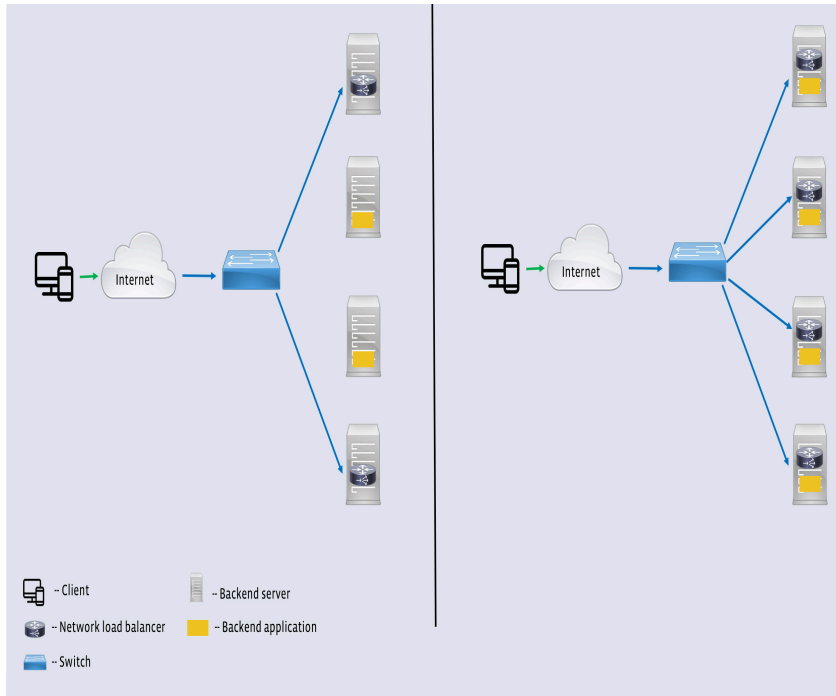 Internet
Internet
-- Client
-- Backend server
-- Network load balancer
-- Backend application
-- Switch